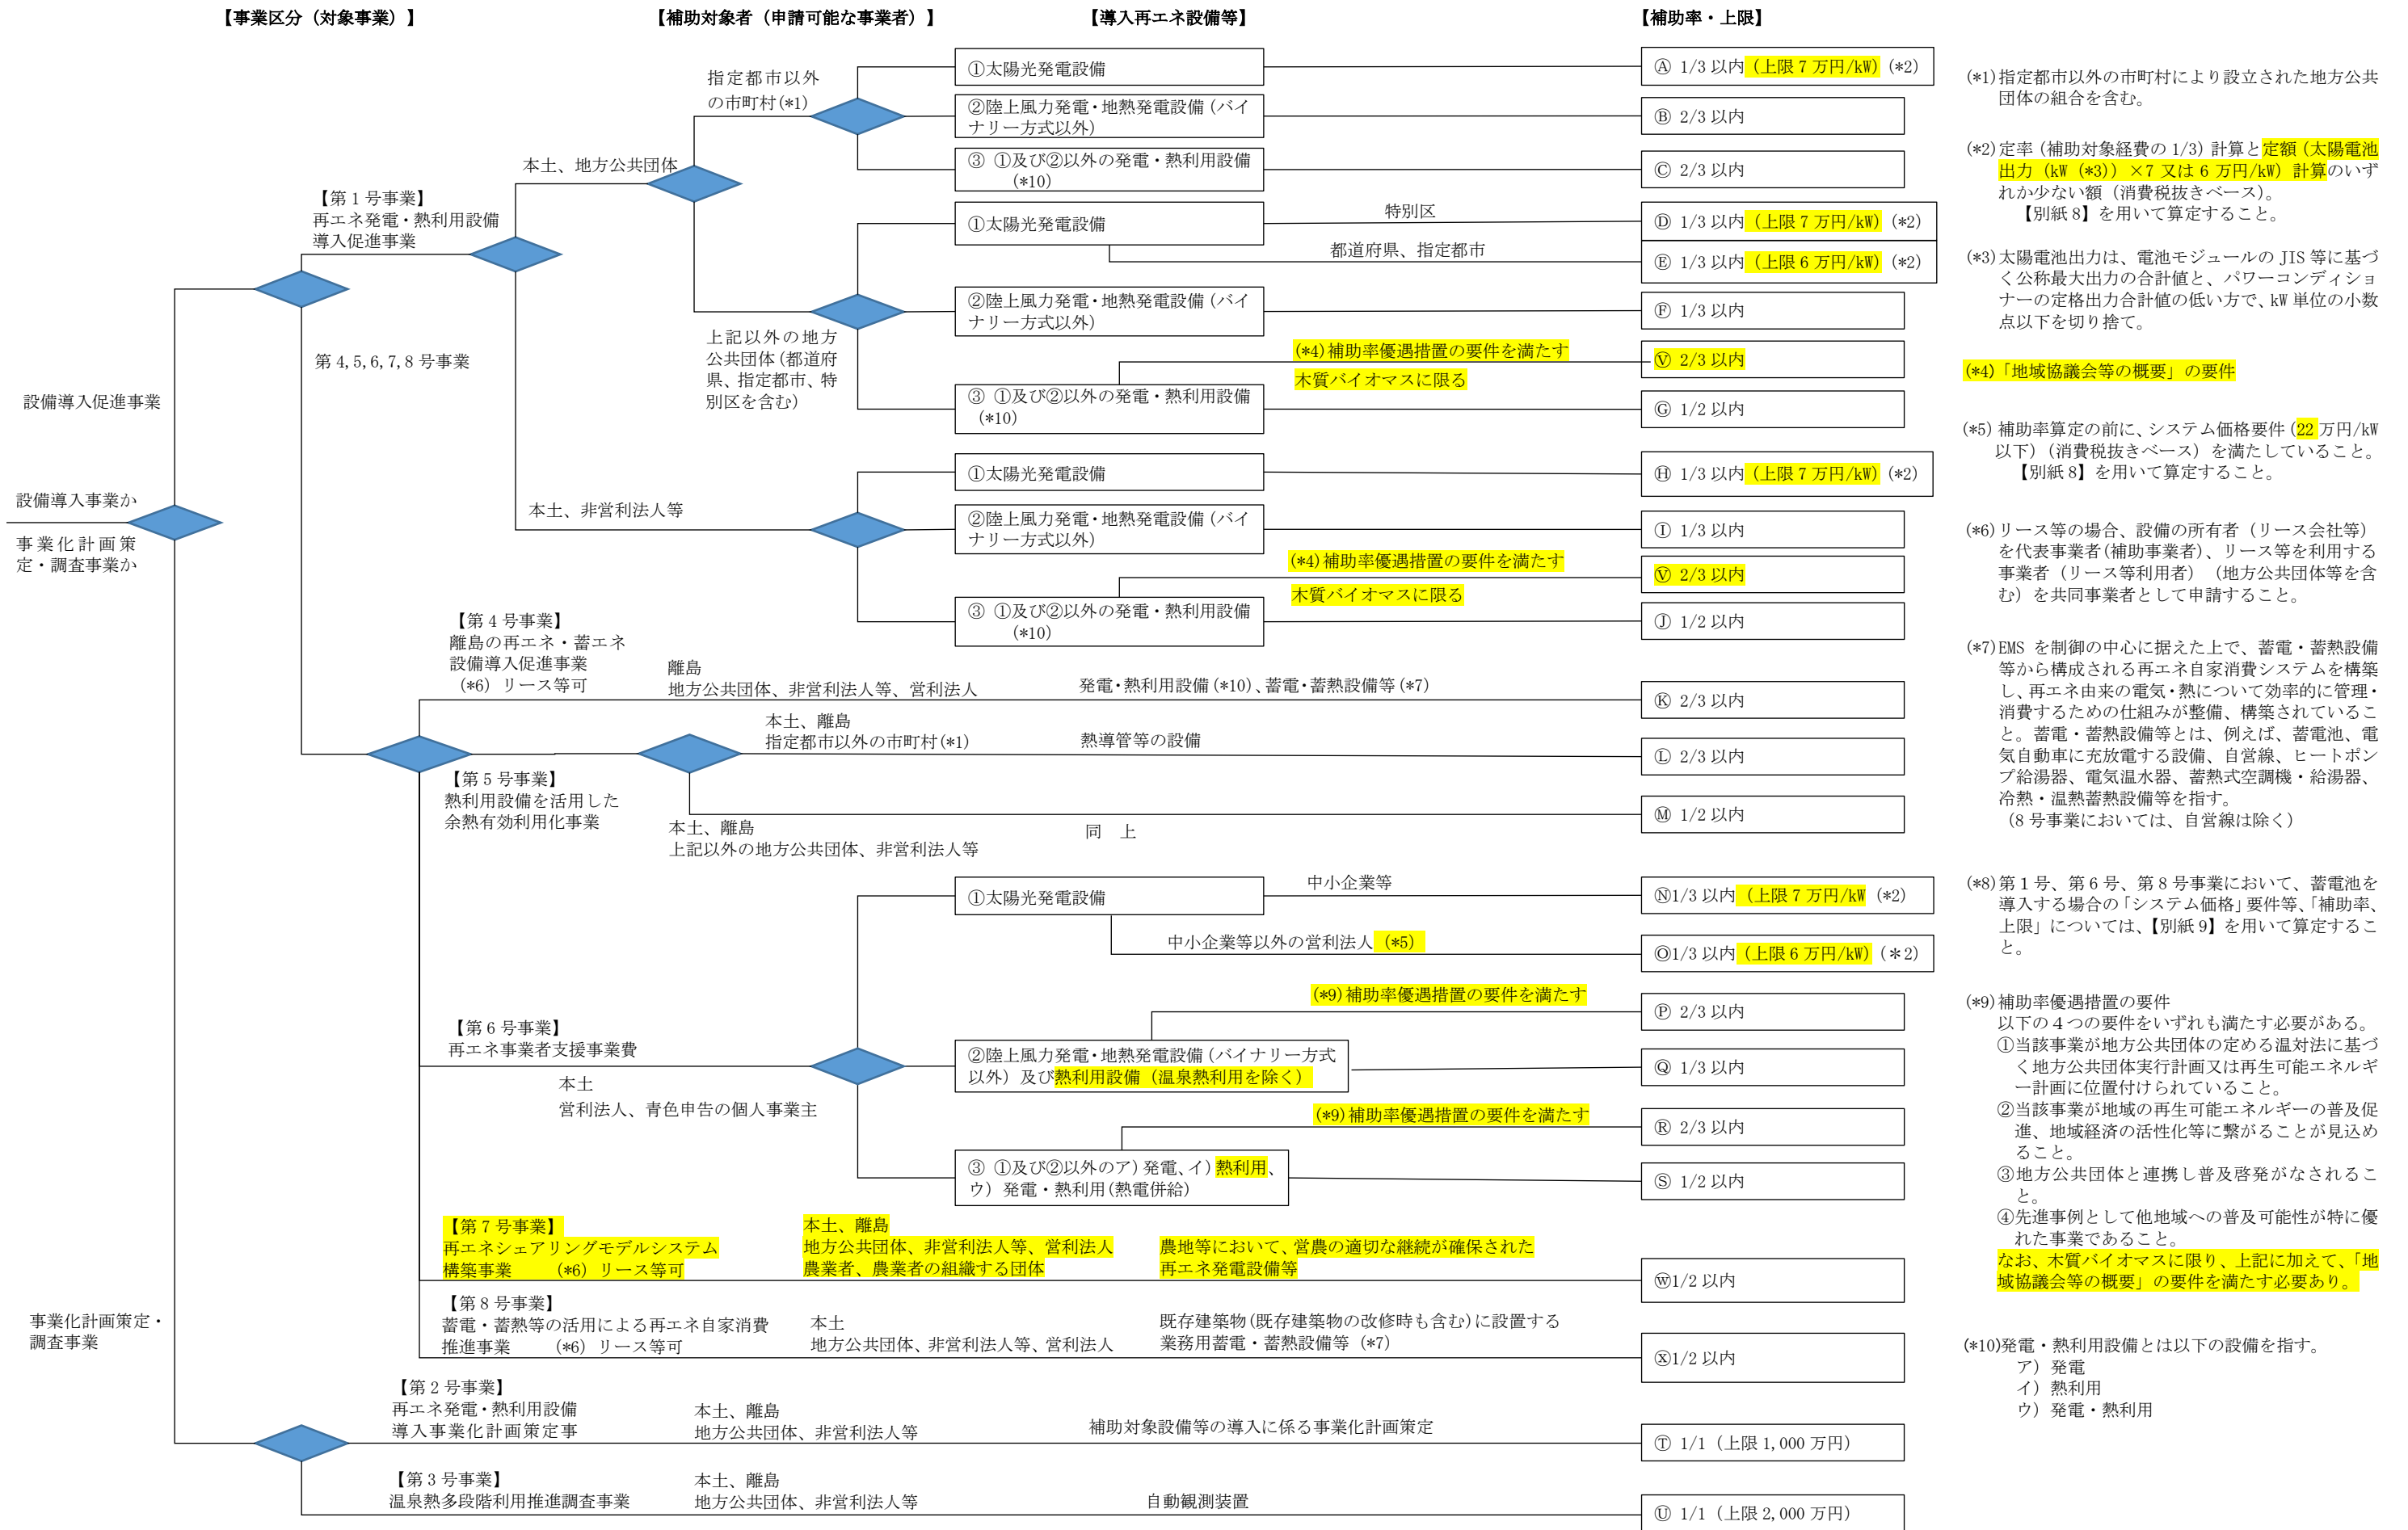 【事業区分（対象事業）】
【補助対象者（申請可能な事業者）】
【導入再エネ設備等】
【補助率・上限】
設備導入事業か
事業化計画策
定・調査事業か
設備導入促進事業
事業化計画策定・
調査事業
【第1号事業】
再エネ発電・熱利用設備
導入促進事業
第4,5,6,7,8号事業
本土、地方公共団体
指定都市以外
の市町村(*1)
①太陽光発電設備
Ⓐ 1/3以内（上限7万円/kW）(*2)
②陸上風力発電・地熱発電設備（バイ
ナリー方式以外）
Ⓑ 2/3以内
③ ①及び②以外の発電・熱利用設備
(*10)
Ⓒ 2/3以内
上記以外の地方
公共団体（都道府
県、指定都市、特
別区を含む）
①太陽光発電設備
特別区
Ⓓ 1/3以内（上限7万円/kW）(*2)
都道府県、指定都市
Ⓔ 1/3以内（上限6万円/kW）(*2)
②陸上風力発電・地熱発電設備（バイ
ナリー方式以外）
Ⓕ 1/3以内
(*4)補助率優遇措置の要件を満たす
木質バイオマスに限る
Ⓥ 2/3以内
③ ①及び②以外の発電・熱利用設備
(*10)
Ⓖ 1/2以内
本土、非営利法人等
①太陽光発電設備
Ⓗ 1/3以内（上限7万円/kW）(*2)
②陸上風力発電・地熱発電設備（バイ
ナリー方式以外）
Ⓘ 1/3以内
(*4)補助率優遇措置の要件を満たす
木質バイオマスに限る
Ⓥ 2/3以内
③ ①及び②以外の発電・熱利用設備
(*10)
Ⓙ 1/2以内
【第4号事業】
離島の再エネ・蓄エネ
設備導入促進事業
（*6）リース等可
離島
地方公共団体、非営利法人等、営利法人
発電・熱利用設備(*10)、蓄電・蓄熱設備等(*7)
Ⓚ 2/3以内
【第5号事業】
熱利用設備を活用した
余熱有効利用化事業
本土、離島
指定都市以外の市町村(*1)
熱導管等の設備
Ⓛ 2/3以内
本土、離島
上記以外の地方公共団体、非営利法人等
同　上
Ⓜ 1/2以内
【第6号事業】
再エネ事業者支援事業費
本土
営利法人、青色申告の個人事業主
①太陽光発電設備
中小企業等
Ⓝ1/3以内（上限7万円/kW (*2)
中小企業等以外の営利法人（*5）
Ⓞ1/3以内（上限6万円/kW）(＊2)
(*9)補助率優遇措置の要件を満たす
Ⓟ 2/3以内
②陸上風力発電・地熱発電設備（バイナリー方式
以外）及び熱利用設備（温泉熱利用を除く）
Ⓠ 1/3以内
(*9)補助率優遇措置の要件を満たす
Ⓡ 2/3以内
③ ①及び②以外のア）発電、イ）熱利用、
ウ）発電・熱利用(熱電併給)
Ⓢ 1/2以内
【第7号事業】
再エネシェアリングモデルシステム
構築事業　（*6）リース等可
本土、離島
地方公共団体、非営利法人等、営利法人
農業者、農業者の組織する団体
農地等において、営農の適切な継続が確保された
再エネ発電設備等
Ⓦ1/2以内
【第8号事業】
蓄電・蓄熱等の活用による再エネ自家消費
推進事業　（*6）リース等可
本土
地方公共団体、非営利法人等、営利法人
既存建築物(既存建築物の改修時も含む)に設置する
業務用蓄電・蓄熱設備等（*7）
Ⓧ1/2以内
【第2号事業】
再エネ発電・熱利用設備
導入事業化計画策定事
本土、離島
地方公共団体、非営利法人等
補助対象設備等の導入に係る事業化計画策定
Ⓣ 1/1（上限1,000万円）
【第3号事業】
温泉熱多段階利用推進調査事業
本土、離島
地方公共団体、非営利法人等
自動観測装置
Ⓤ 1/1（上限2,000万円）
(*1)指定都市以外の市町村により設立された地方公共
団体の組合を含む。
(*2)定率（補助対象経費の1/3）計算と定額（太陽電池
出力（kW（*3））×7又は6万円/kW）計算のいず
れか少ない額（消費税抜きベース）。
【別紙8】を用いて算定すること。
(*3)太陽電池出力は、電池モジュールのJIS等に基づ
く公称最大出力の合計値と、パワーコンディショ
ナーの定格出力合計値の低い方で、kW単位の小数
点以下を切り捨て。
(*4)「地域協議会等の概要」の要件
(*5)補助率算定の前に、システム価格要件（22万円/kW
以下）（消費税抜きベース）を満たしていること。
【別紙8】を用いて算定すること。
(*6)リース等の場合、設備の所有者（リース会社等）
を代表事業者(補助事業者)、リース等を利用する
事業者（リース等利用者）（地方公共団体等を含
む）を共同事業者として申請すること。
(*7)EMSを制御の中心に据えた上で、蓄電・蓄熱設備
等から構成される再エネ自家消費システムを構築
し、再エネ由来の電気・熱について効率的に管理・
消費するための仕組みが整備、構築されているこ
と。蓄電・蓄熱設備等とは、例えば、蓄電池、電
気自動車に充放電する設備、自営線、ヒートポン
プ給湯器、電気温水器、蓄熱式空調機・給湯器、
冷熱・温熱蓄熱設備等を指す。
（8号事業においては、自営線は除く）
(*8)第1号、第6号、第8号事業において、蓄電池を
導入する場合の「システム価格」要件等、「補助率、
上限」については、【別紙9】を用いて算定するこ
と。
(*9)補助率優遇措置の要件
以下の4つの要件をいずれも満たす必要がある。
①当該事業が地方公共団体の定める温対法に基づ
く地方公共団体実行計画又は再生可能エネルギ
ー計画に位置付けられていること。
②当該事業が地域の再生可能エネルギーの普及促
進、地域経済の活性化等に繋がることが見込め
ること。
③地方公共団体と連携し普及啓発がなされるこ
と。
④先進事例として他地域への普及可能性が特に優
れた事業であること。
なお、木質バイオマスに限り、上記に加えて、「地
域協議会等の概要」の要件を満たす必要あり。
(*10)発電・熱利用設備とは以下の設備を指す。
ア）発電
イ）熱利用
ウ）発電・熱利用